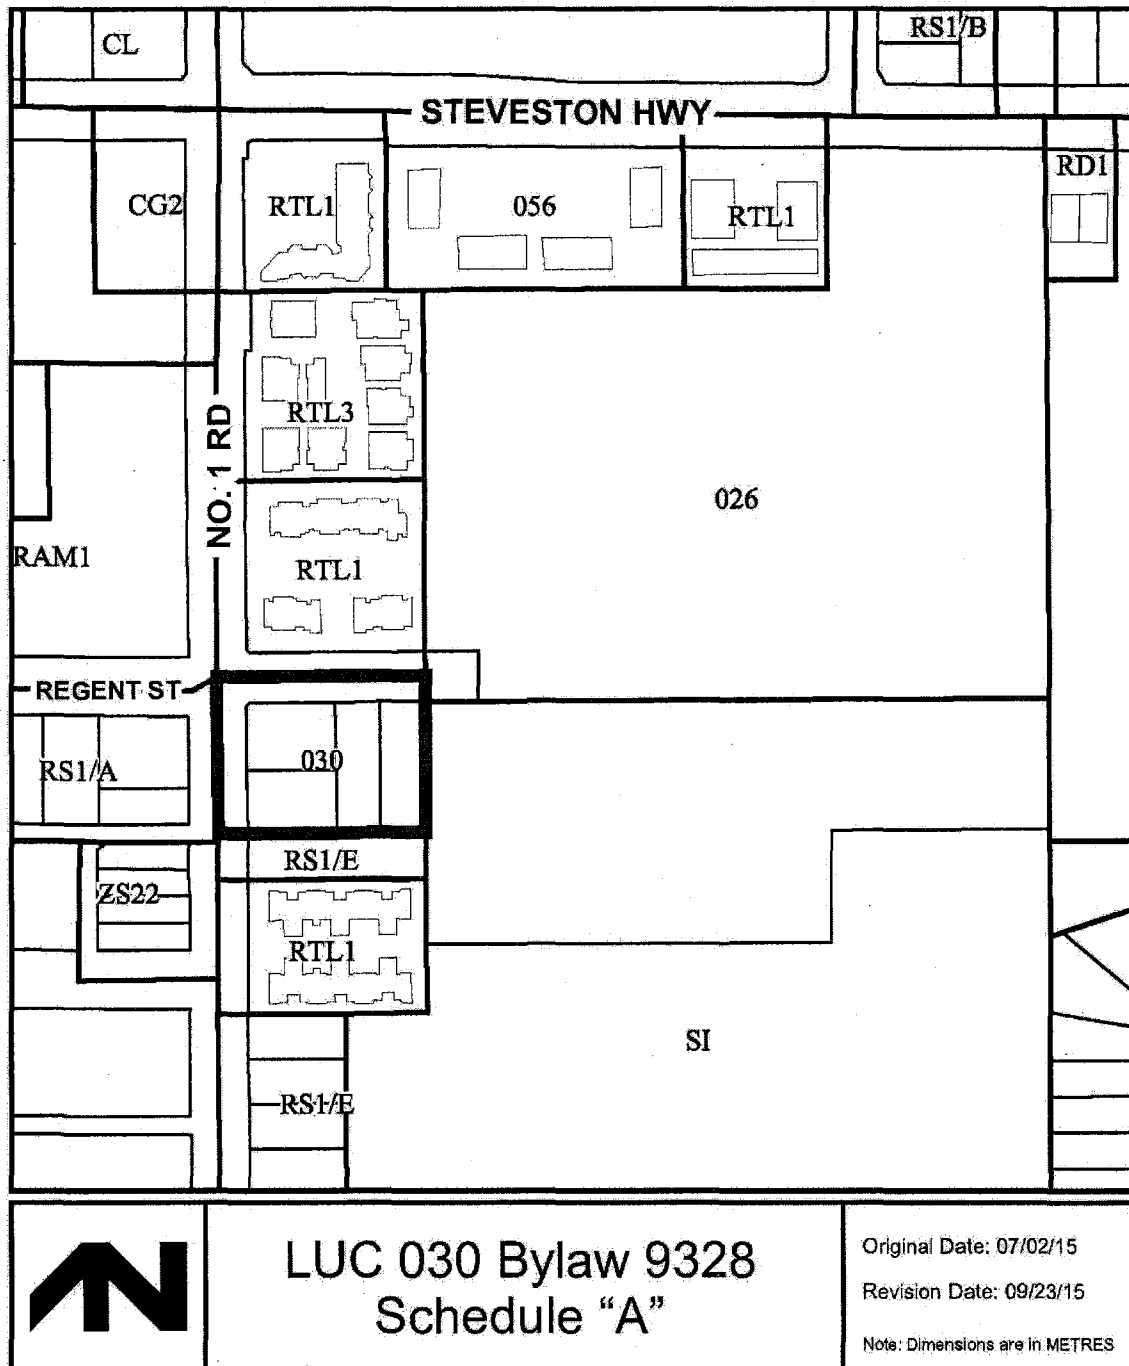 CL
RS1/B
STEVESTON HWY
RD1
CG2
RTL1
056
RTL1
RTL3
NO. 1 RD
026
RAM1
RTL1
REGENT ST
030
RS1/A
RS1/E
ZS22
RTL1
SI
RS1/E
LUC 030 Bylaw 9328
Schedule “A”
Original Date: 07/02/15
Revision Date: 09/23/15
Note: Dimensions are in METRES